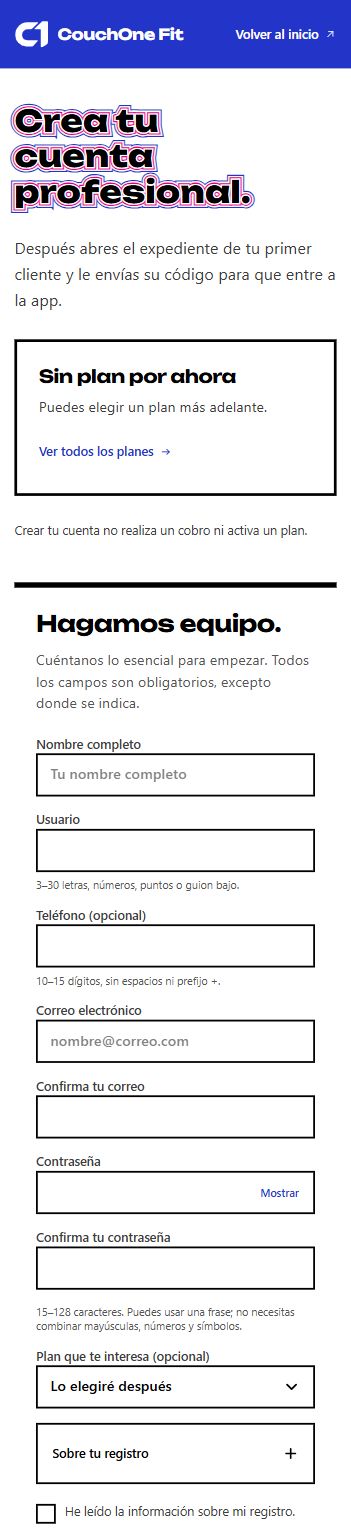 C1 CouchOne Fit
Volver al inicio ↗
Crea tu
cuenta
profesional.
Después abres el expediente de tu primer
cliente y le envías su código para que entre a
la app.
Sin plan por ahora
Puedes elegir un plan más adelante.
Ver todos los planes →
Crear tu cuenta no realiza un cobro ni activa un plan.
Hagamos equipo.
Cuéntanos lo esencial para empezar. Todos
los campos son obligatorios, excepto
donde se indica.
Nombre completo
Tu nombre completo
Usuario
3–30 letras, números, puntos o guion bajo.
Teléfono (opcional)
10–15 dígitos, sin espacios ni prefijo +.
Correo electrónico
nombre@correo.com
Confirma tu correo
Contraseña
Mostrar
Confirma tu contraseña
15–128 caracteres. Puedes usar una frase; no necesitas
combinar mayúsculas, números y símbolos.
Plan que te interesa (opcional)
Lo elegiré después
Sobre tu registro +
He leído la información sobre mi registro.